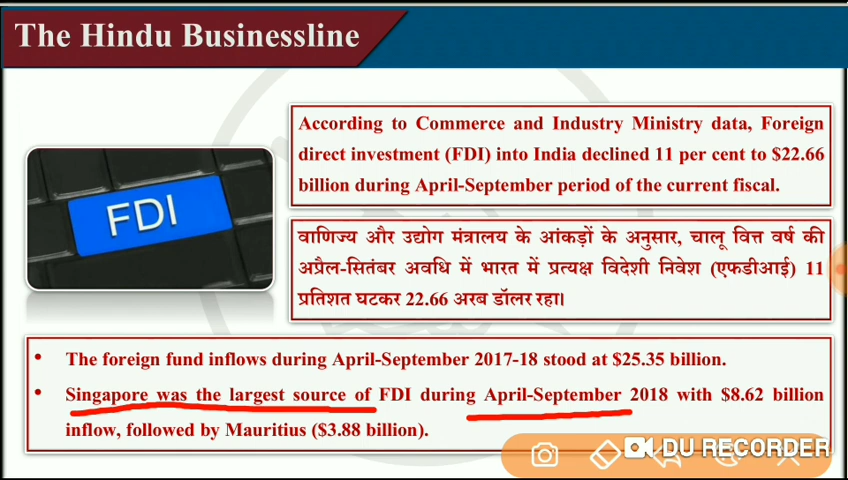 The Hindu Businessline
According to Commerce and Industry Ministry data, Foreign
direct investment (FDI) into India declined 11 per cent to $22.66
billion during April-September period of the current fiscal.
FDI
वाणिज्य और उद्योग मंत्रालय के आंकड़ों के अनुसार, चालू वित्त वर्ष की
अप्रैल-सितंबर अवधि में भारत में प्रत्यक्ष विदेशी निवेश (एफडीआई) 11
प्रतिशत घटकर 22.66 अरब डॉलर रहा।
• The foreign fund inflows during April-September 2017-18 stood at $25.35 billion.
• Singapore was the largest source of FDI during April-September 2018 with $8.62 billion
inflow, followed by Mauritius ($3.88 billion).
DU RECORDER